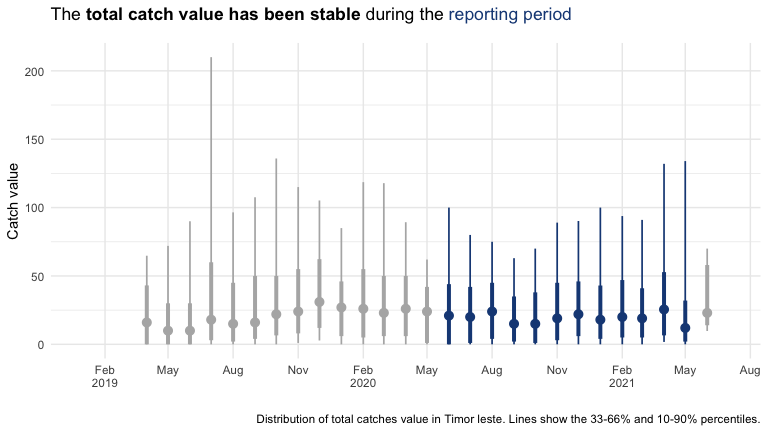 The total catch value has been stable during the reporting period
Catch value
200
150
100
50
0
Feb
2019
May
Aug
Nov
Feb
2020
May
Aug
Nov
Feb
2021
May
Aug
Distribution of total catches value in Timor leste. Lines show the 33-66% and 10-90% percentiles.